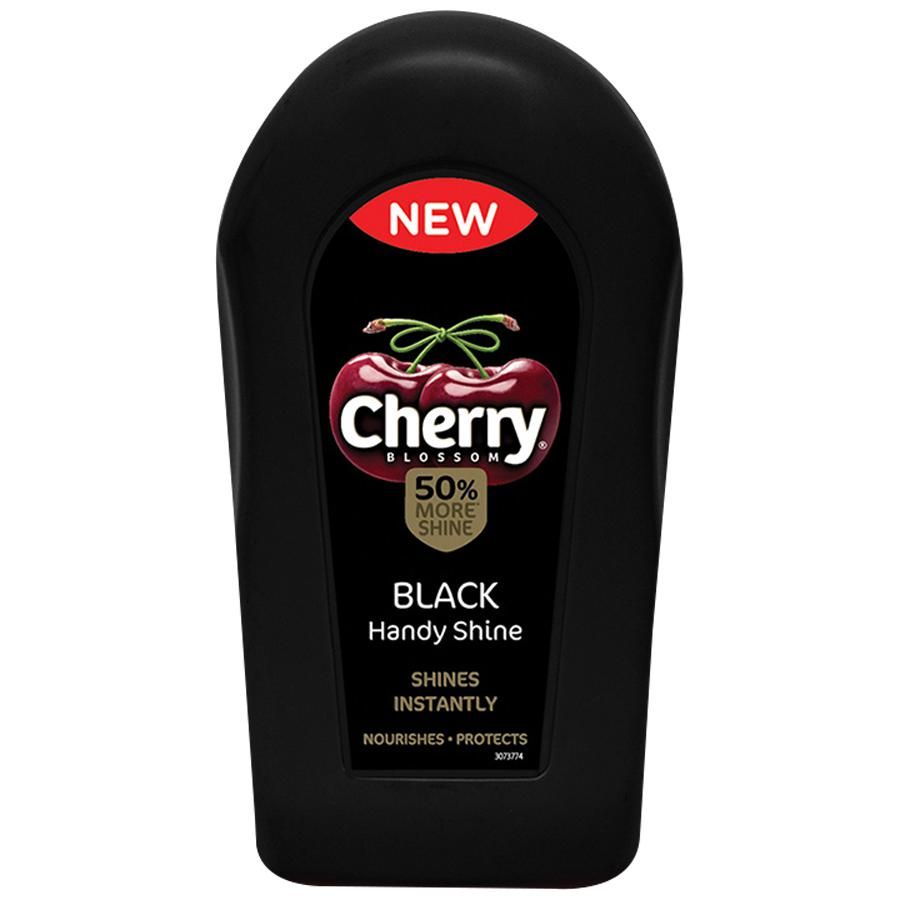 NEW
Cherry®
BLOSSOM
50%
MORE*
SHINE
BLACK
Handy Shine
SHINES
INSTANTLY
NOURISHES • PROTECTS
3073774